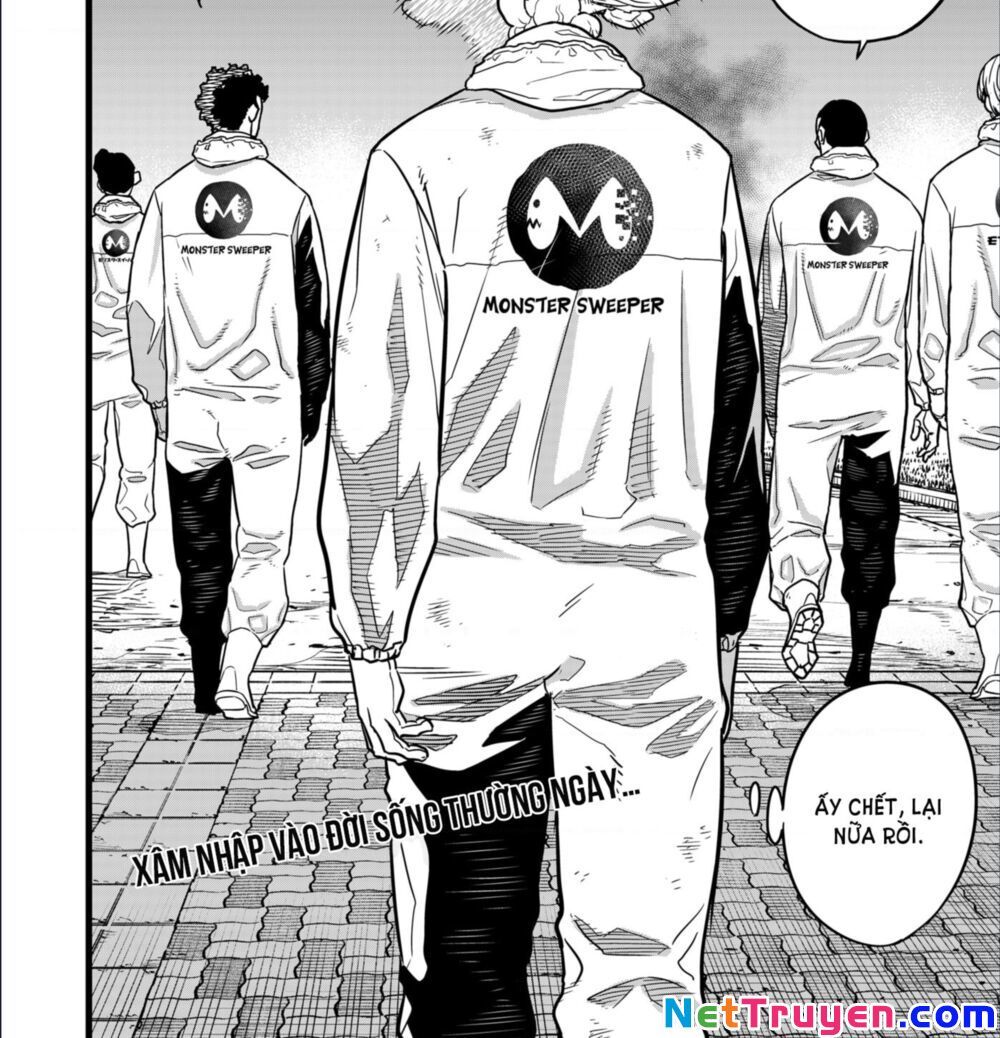 MONSTER SWEEPER
MONSTER SWEEPER
MONSTER SWEEPER
XÂM NHẬP VÀO ĐỜI SỐNG THƯỜNG NGÀY...
ẤY CHẾT, LẠI
NỮA RỒI.
NetTruyen.com